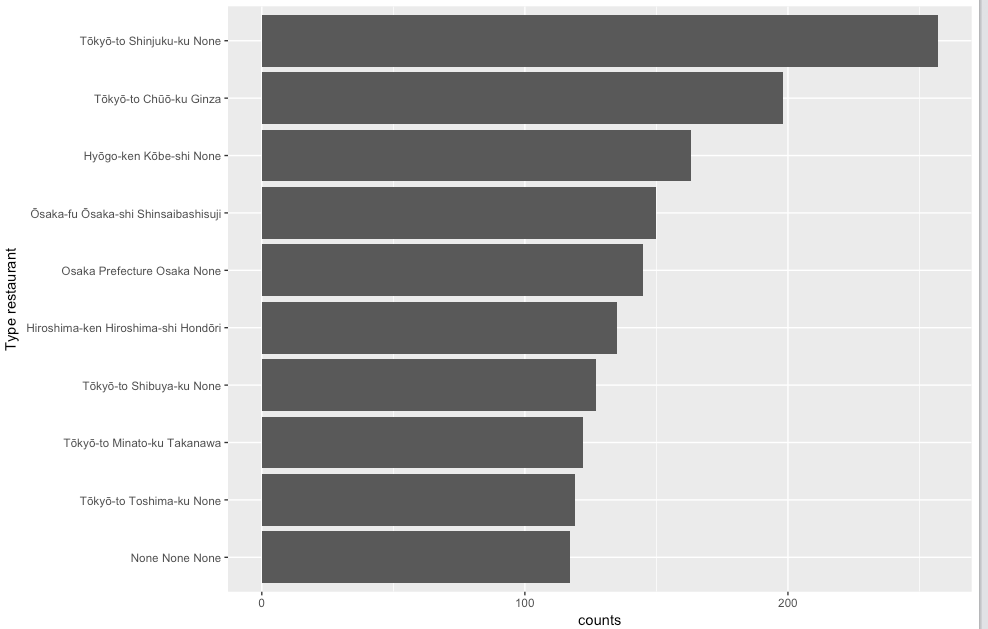 Tōkyō-to Shinjuku-ku None
Tōkyō-to Chūō-ku Ginza
Hyōgo-ken Kōbe-shi None
Ōsaka-fu Ōsaka-shi Shinsaibashisuji
Osaka Prefecture Osaka None
Hiroshima-ken Hiroshima-shi Hondōri
Tōkyō-to Shibuya-ku None
Tōkyō-to Minato-ku Takanawa
Tōkyō-to Toshima-ku None
None None None
Type restaurant
0 100 200
counts